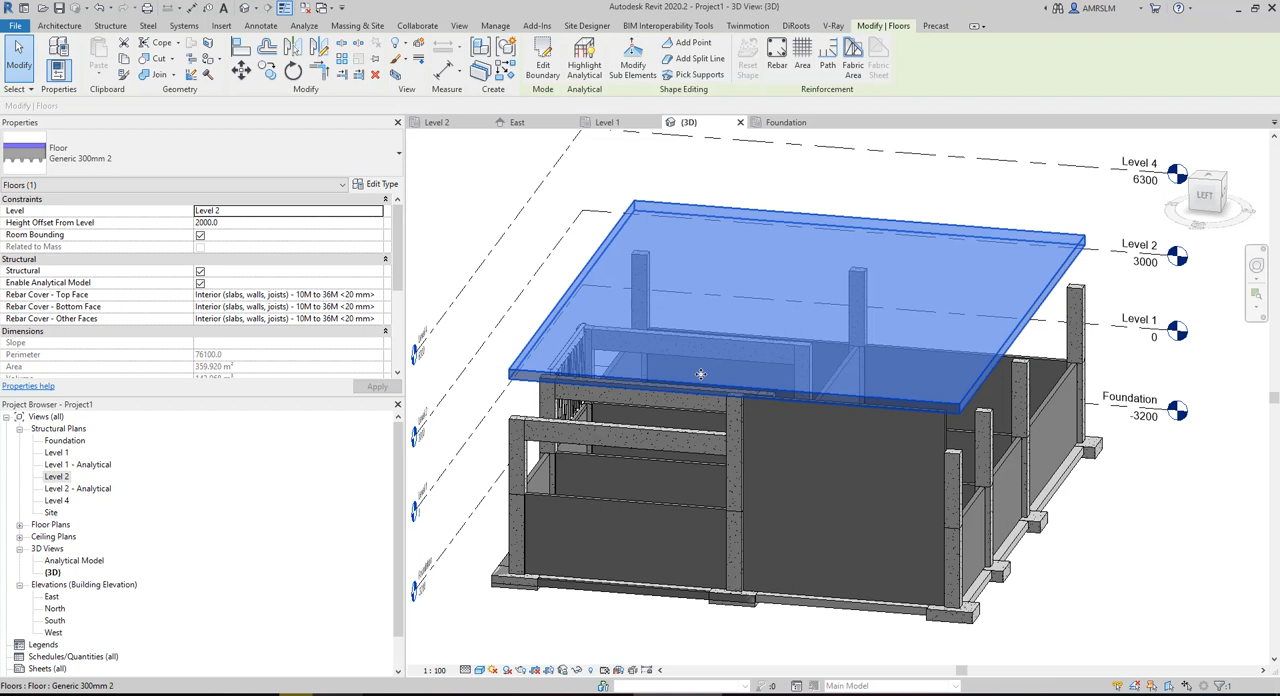 Autodesk Revit 2020.2 - Project1 - 3D View: {3D}
AMRSLM
File Architecture Structure Steel Systems Insert Annotate Analyze Massing & Site Collaborate View Manage Add-Ins Site Designer BIM Interoperability Tools Twinmotion DiRoots V-Ray Modify | Floors Precast
Modify
Paste
Cope
Cut
Join
Edit Boundary
Highlight Analytical
Modify Sub Elements
Add Point
Add Split Line
Pick Supports
Reset Shape
Rebar Area Path Fabric Area Fabric Sheet
Select Properties Clipboard Geometry Modify View Measure Create Mode Analytical Shape Editing Reinforcement
Modify | Floors
Properties
Level 2 East Level 1 {3D} Foundation
Floor
Generic 300mm 2
Floors (1) Edit Type
Constraints
Level Level 2
Height Offset From Level 2000.0
Room Bounding
Related to Mass
Structural
Structural
Enable Analytical Model
Rebar Cover - Top Face Interior (slabs, walls, joists) - 10M to 36M <20 mm>
Rebar Cover - Bottom Face Interior (slabs, walls, joists) - 10M to 36M <20 mm>
Rebar Cover - Other Faces Interior (slabs, walls, joists) - 10M to 36M <20 mm>
Dimensions
Slope
Perimeter 76100.0
Area 359.920 m²
Properties help Apply
Project Browser - Project1
Views (all)
Structural Plans
Foundation
Level 1
Level 1 - Analytical
Level 2
Level 2 - Analytical
Level 4
Site
Floor Plans
Ceiling Plans
3D Views
Analytical Model
{3D}
Elevations (Building Elevation)
East
North
South
West
Legends
Schedules/Quantities (all)
Sheets (all)
Level 4
6300
LEFT
Level 2
3000
Level 1
0
Foundation
-3200
1 : 100
Floors : Floor : Generic 300mm 2
:0
Main Model
:1